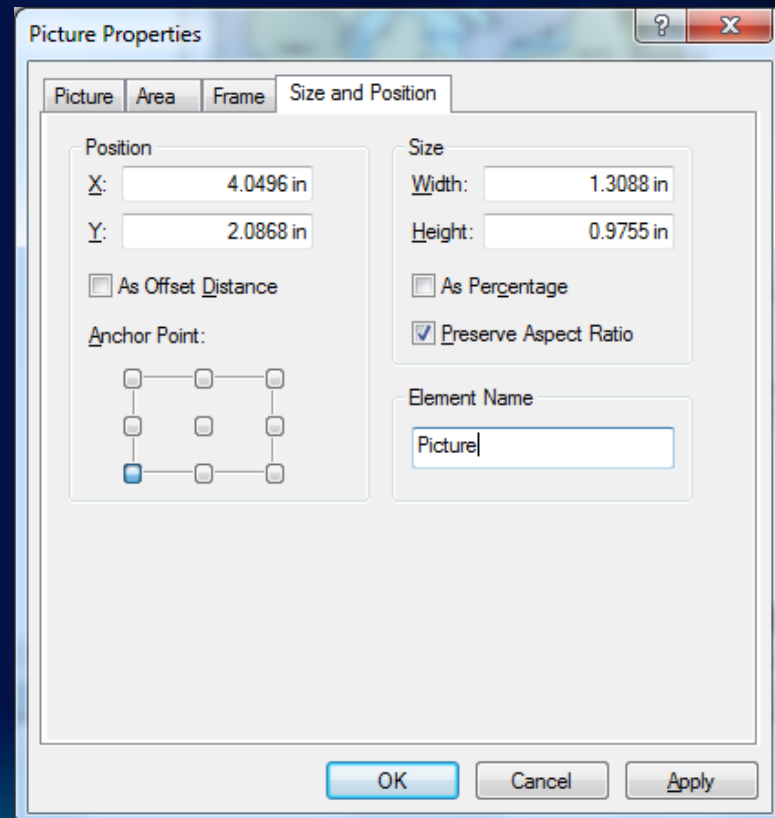 Picture Properties
Picture Area Frame Size and Position
Position
X: 4.0496 in
Y: 2.0868 in
As Offset Distance
Anchor Point:
Size
Width: 1.3088 in
Height: 0.9755 in
As Percentage
Preserve Aspect Ratio
Element Name
Picture
OK Cancel Apply